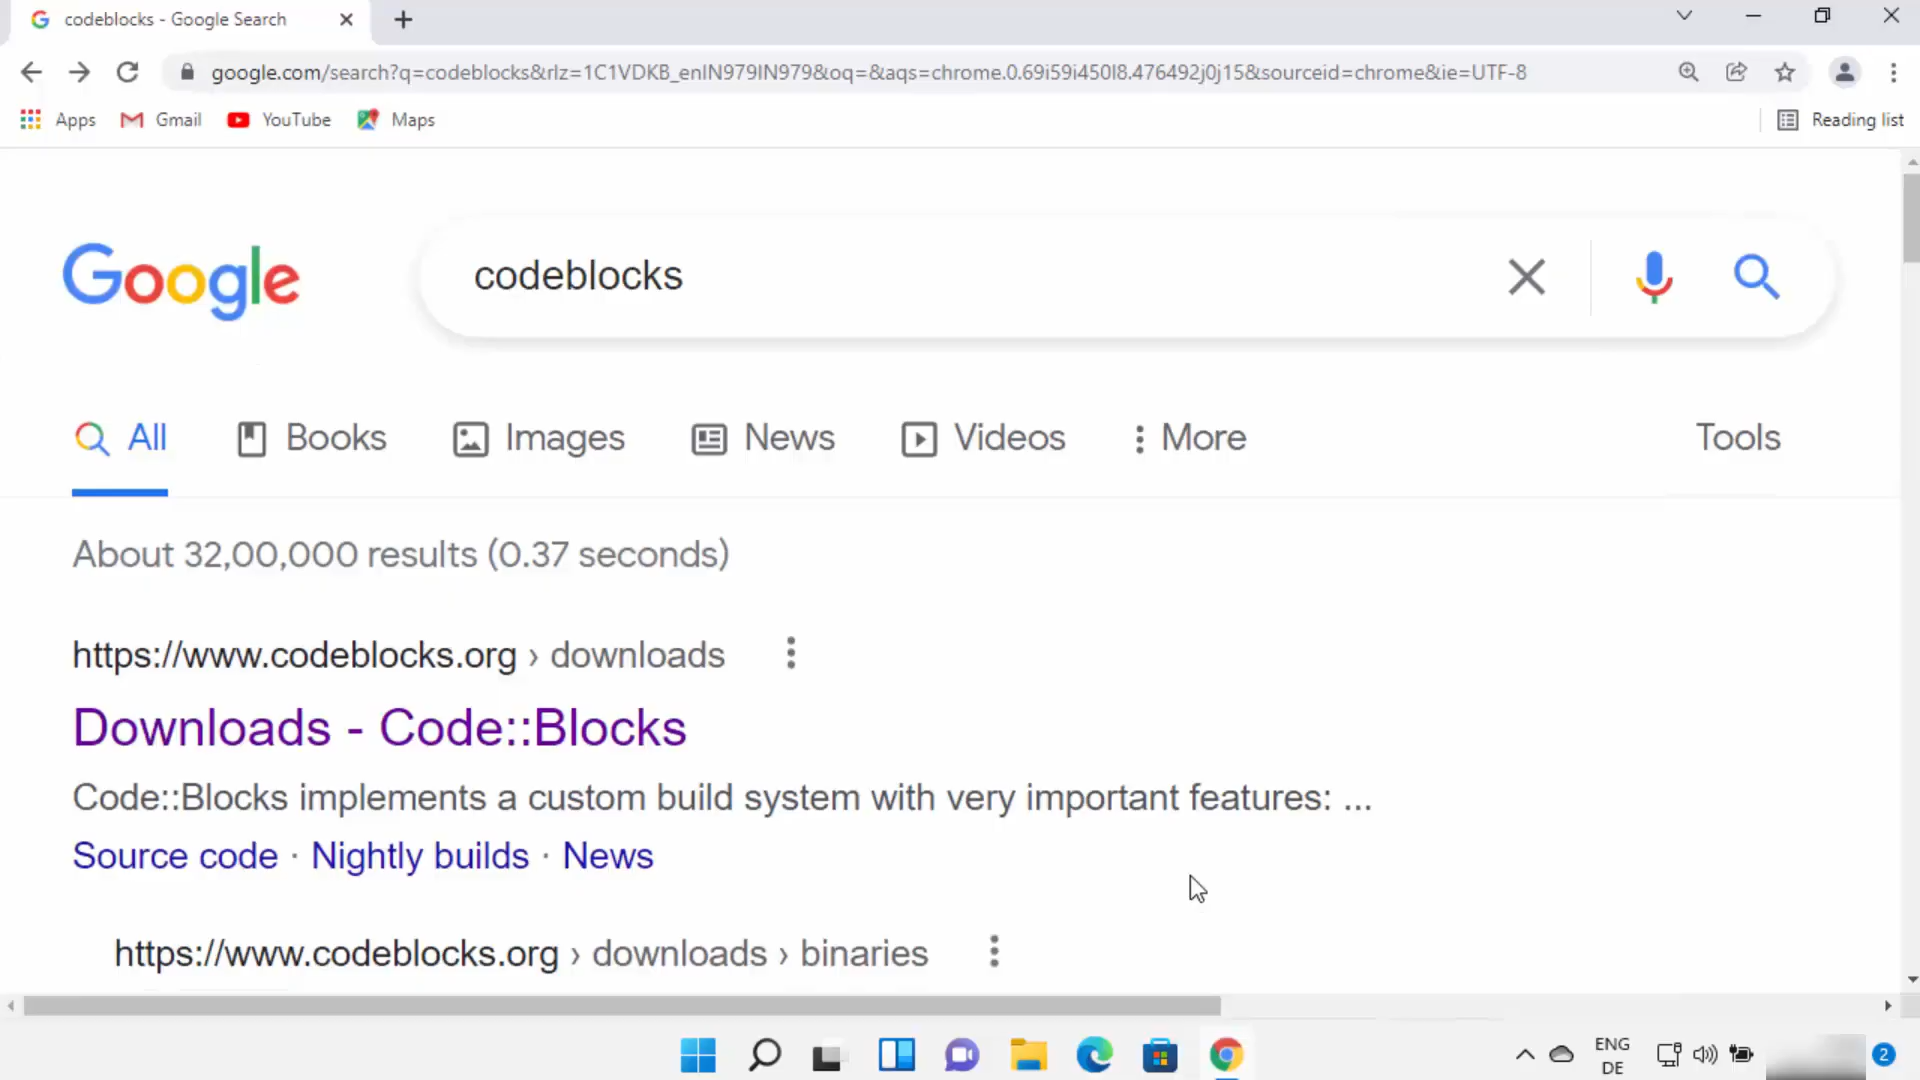 codeblocks - Google Search
google.com/search?q=codeblocks&rlz=1C1VDKB_enIN979IN979&oq=&aqs=chrome.0.69i59i450l8.476492j0j15&sourceid=chrome&ie=UTF-8
Apps Gmail YouTube Maps Reading list
Google codeblocks
All Books Images News Videos More Tools
About 32,00,000 results (0.37 seconds)
https://www.codeblocks.org › downloads
Downloads - Code::Blocks
Code::Blocks implements a custom build system with very important features: ...
Source code · Nightly builds · News
https://www.codeblocks.org › downloads › binaries
ENG
DE
2